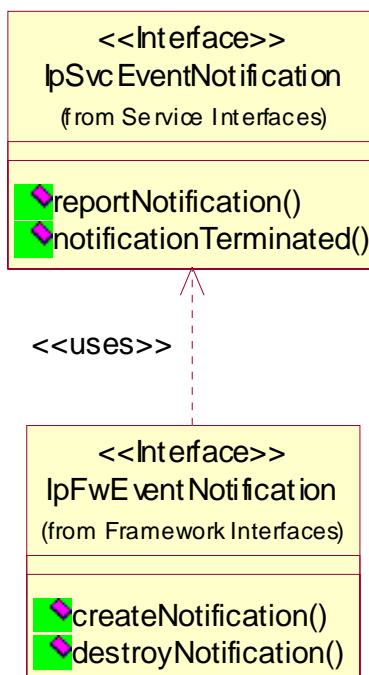 <<Interface>>
IpSvcEventNotification
(from Service Interfaces)
reportNotification()
notificationTerminated()
<<uses>>
<<Interface>>
IpFwEventNotification
(from Framework Interfaces)
createNotification()
destroyNotification()